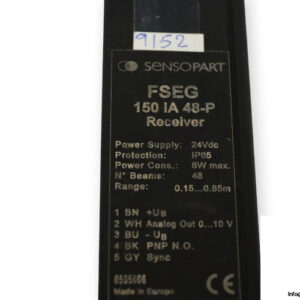 9152
SENSOPART
FSEG
150 IA 48-P
Receiver
Power Supply: 24Vdc
Protection: IP65
Power Cons.: 6W max.
N° Beams: 48
Range: 0.15...0.85m
1 BN +UB
2 WH Analog Out 0...10 V
3 BU - UB
4 BK PNP N.O.
5 GY Sync
Made in Europe